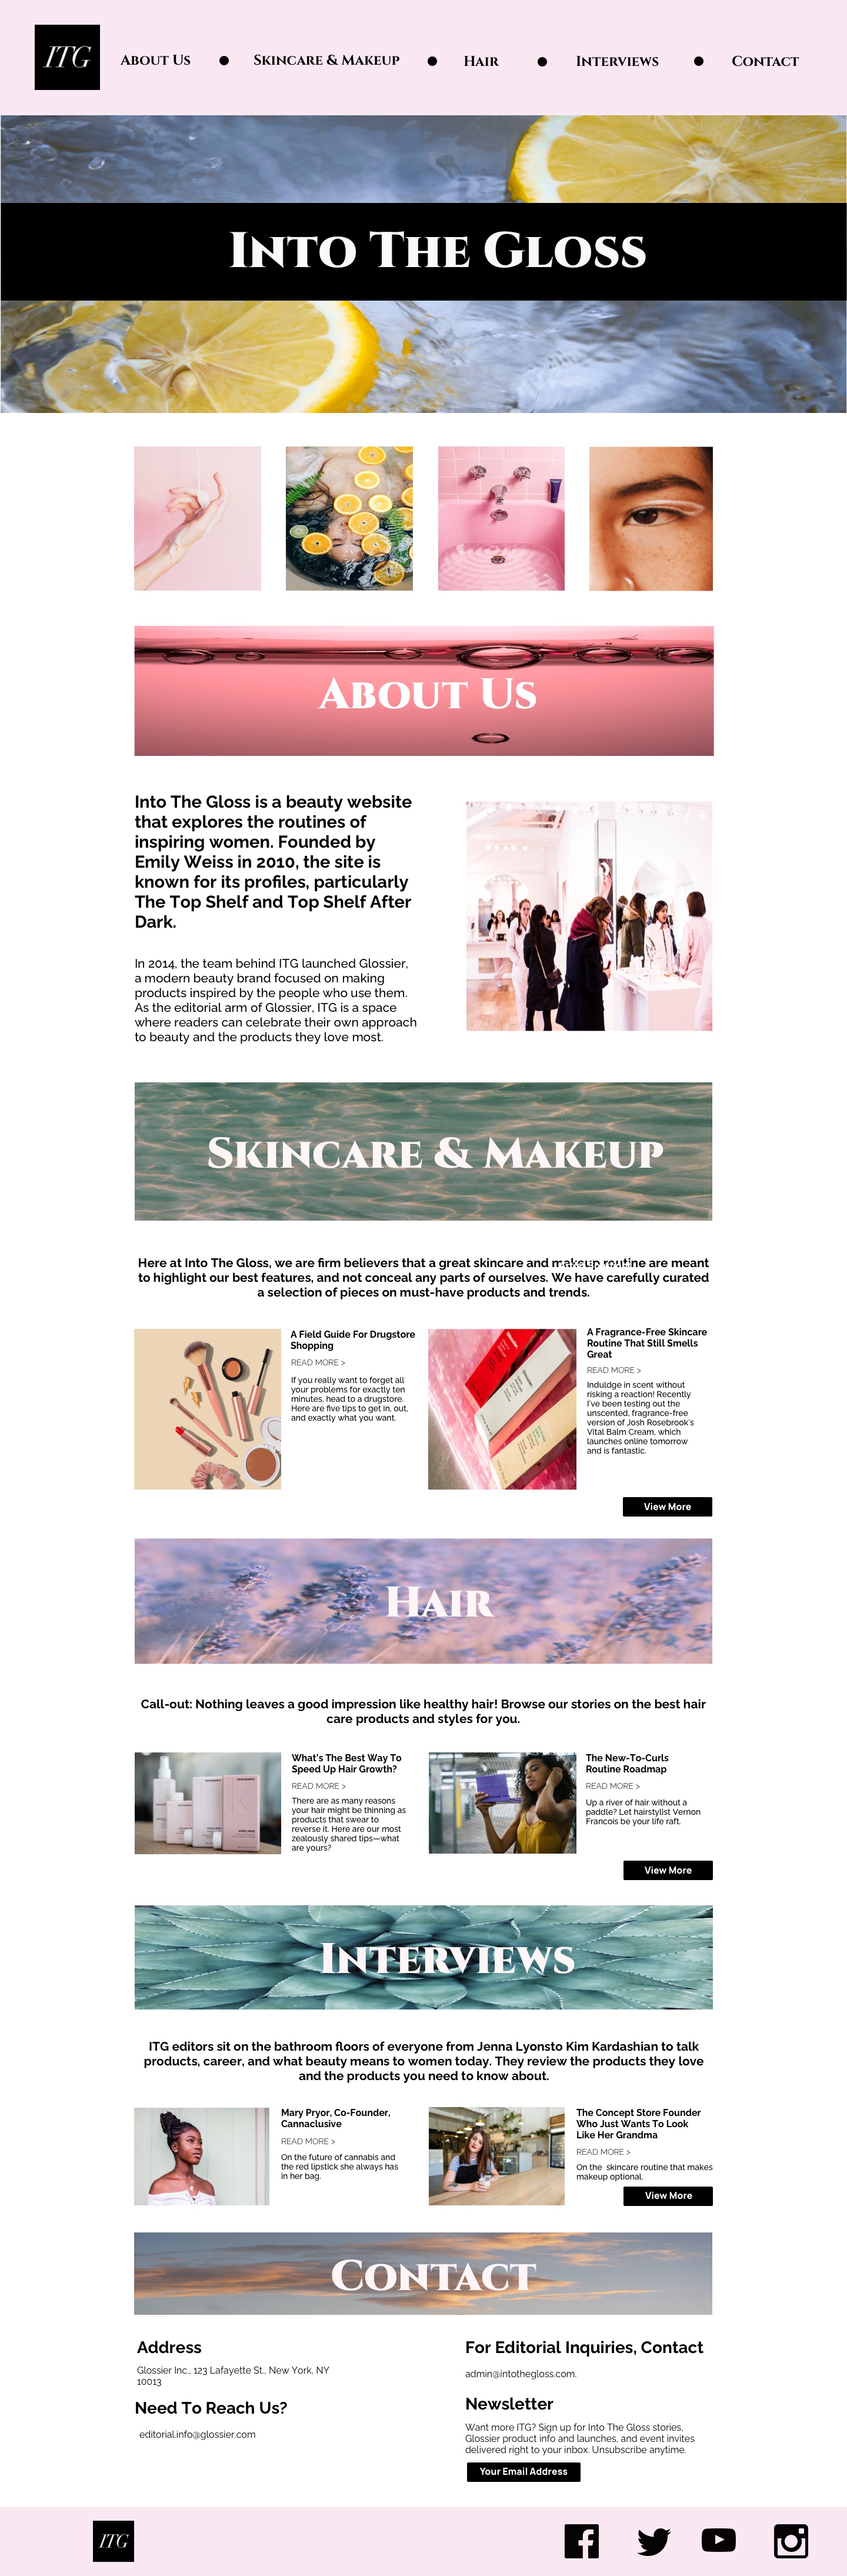 ITG
About Us
Skincare & Makeup
Hair
Interviews
Contact
Into The Gloss
About Us
Into The Gloss is a beauty website
that explores the routines of
inspiring women. Founded by
Emily Weiss in 2010, the site is
known for its profiles, particularly
The Top Shelf and Top Shelf After
Dark.
In 2014, the team behind ITG launched Glossier,
a modern beauty brand focused on making
products inspired by the people who use them.
As the editorial arm of Glossier, ITG is a space
where readers can celebrate their own approach
to beauty and the products they love most.
Skincare & Makeup
Here at Into The Gloss, we are firm believers that a great skincare and are meant
to highlight our best features, and not conceal any parts of ourselves. We have carefully curated
a selection of pieces on must-have products and trends.
A Field Guide For Drugstore
Shopping
READ MORE >
If you really want to forget all
your problems for exactly ten
minutes, head to a drugstore.
Here are five tips to get in, out,
and exactly what you want.
A Fragrance-Free Skincare
Routine That Still Smells
Great
READ MORE >
Induldge in scent without
risking a reaction! Recently
I've been testing out the
unscented, fragrance-free
version of Josh Rosebrook's
Vital Balm Cream, which
launches online tomorrow
and is fantastic.
View More
Hair
Call-out: Nothing leaves a good impression like healthy hair! Browse our stories on the best hair
care products and styles for you.
What's The Best Way To
Speed Up Hair Growth?
READ MORE >
There are as many reasons
your hair might be thinning as
products that swear to
reverse it. Here are our most
zealously shared tips—what
are yours?
The New-To-Curls
Routine Roadmap
READ MORE >
Up a river of hair without a
paddle? Let hairstylist Vernon
Francois be your life raft.
View More
Interviews
ITG editors sit on the bathroom floors of everyone from Jenna Lyonsto Kim Kardashian to talk
products, career, and what beauty means to women today. They review the products they love
and the products you need to know about.
Mary Pryor, Co-Founder,
Cannaclusive
READ MORE >
On the future of cannabis and
the red lipstick she always has
in her bag.
The Concept Store Founder
Who Just Wants To Look
Like Her Grandma
READ MORE >
On the skincare routine that makes
makeup optional.
View More
Contact
Address
Glossier Inc., 123 Lafayette St., New York, NY
10013
Need To Reach Us?
editorial.info@glossier.com
For Editorial Inquiries, Contact
admin@intothegloss.com.
Newsletter
Want more ITG? Sign up for Into The Gloss stories,
Glossier product info and launches, and event invites
delivered right to your inbox. Unsubscribe anytime.
Your Email Address
ITG